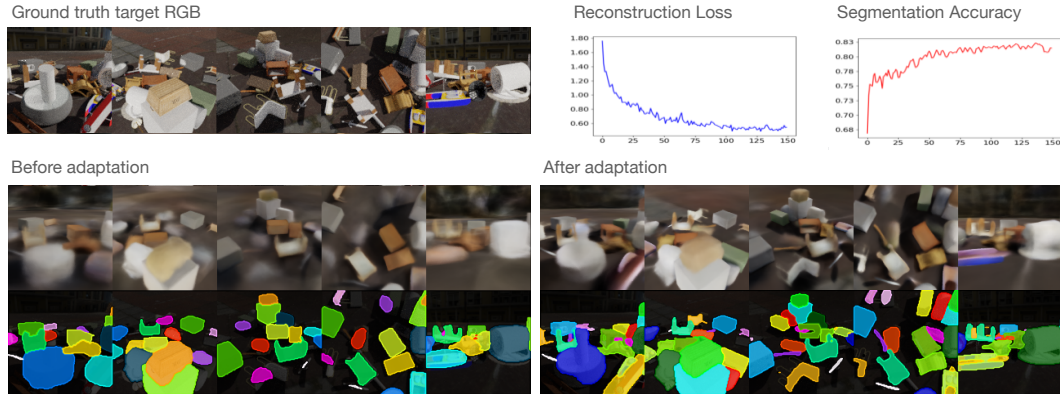 Ground truth target RGB
Reconstruction Loss
Segmentation Accuracy
1.80
1.60
1.40
1.20
1.00
0.80
0.60
0 25 50 75 100 125 150
0.83
0.80
0.78
0.75
0.73
0.70
0.68
0 25 50 75 100 125 150
Before adaptation
After adaptation